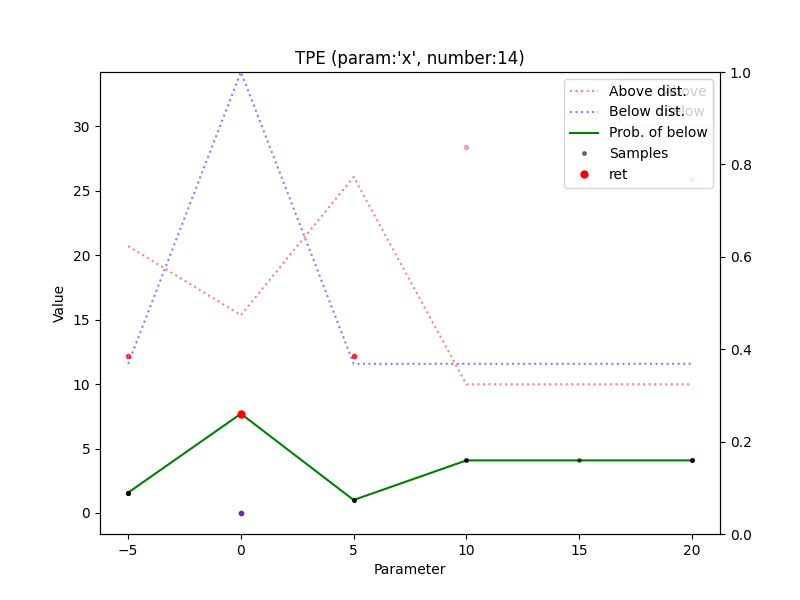 TPE (param:'x', number:14)
Above dist.
Above
Below dist.
Below
Prob. of below
Samples
ret
Value
30
25
20
15
10
5
0
1.0
0.8
0.6
0.4
0.2
0.0
−5
0
5
10
15
20
Parameter